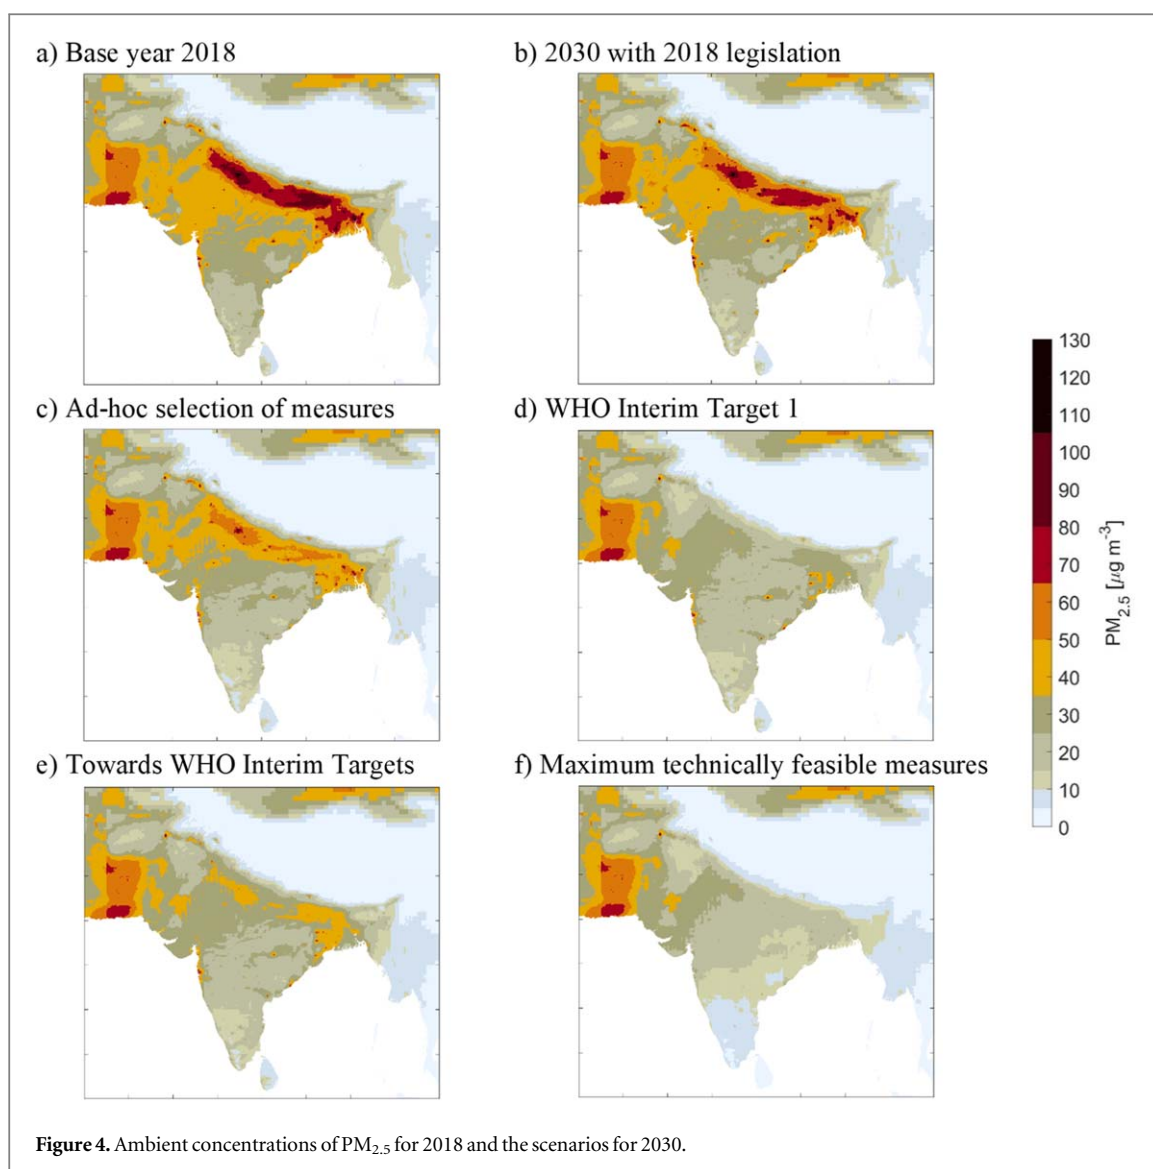 a) Base year 2018
b) 2030 with 2018 legislation
c) Ad-hoc selection of measures
d) WHO Interim Target 1
e) Towards WHO Interim Targets
f) Maximum technically feasible measures
130
120
110
100
90
80
70
60
50
40
30
20
10
0
PM2.5 [µg m-3]
Figure 4. Ambient concentrations of PM2.5 for 2018 and the scenarios for 2030.